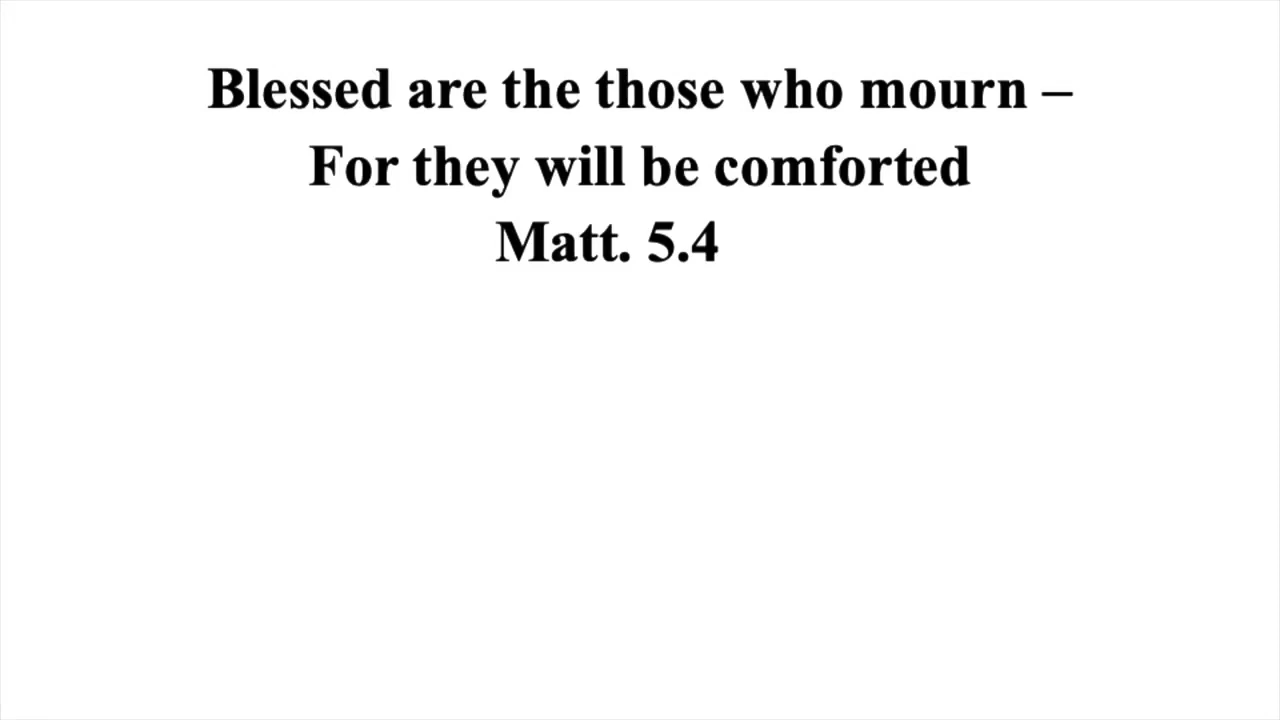 Blessed are the those who mourn –
For they will be comforted
Matt. 5.4